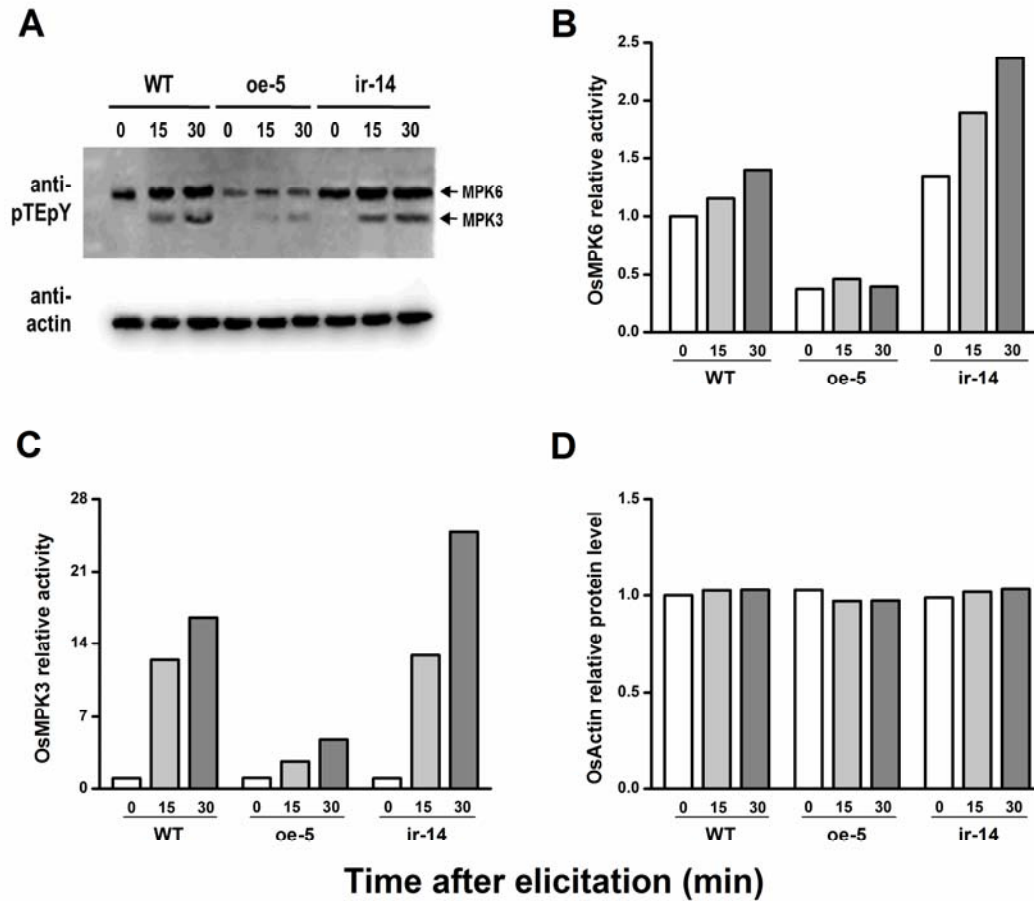 A
WT oe-5 ir-14
0 15 30 0 15 30 0 15 30
anti-
pTEpY
MPK6
MPK3
anti-
actin
B
OsMPK6 relative activity
2.5
2.0
1.5
1.0
0.5
0.0
0 15 30 0 15 30 0 15 30
WT oe-5 ir-14
C
OsMPK3 relative activity
28
21
14
7
0
0 15 30 0 15 30 0 15 30
WT oe-5 ir-14
D
OsActin relative protein level
1.5
1.0
0.5
0.0
0 15 30 0 15 30 0 15 30
WT oe-5 ir-14
Time after elicitation (min)